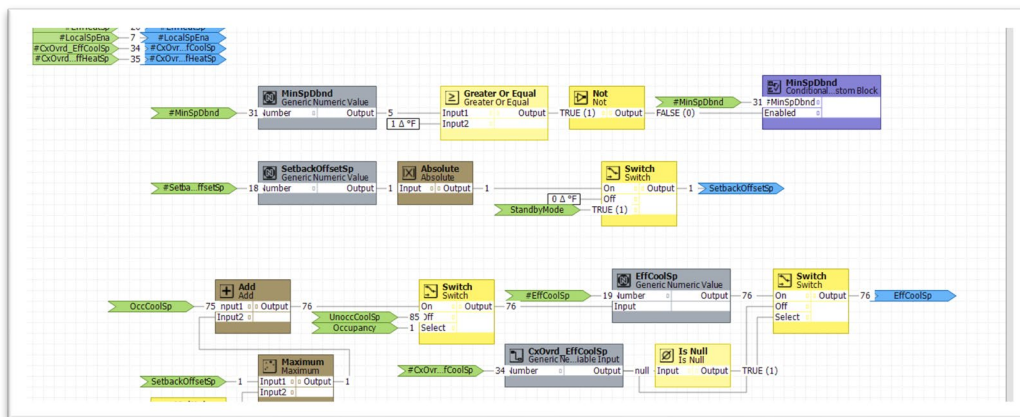 #LocalSpEna 7 #LocalSpEna
#CxOvrd_EffCoolSp 34 #CxOvr...fCoolSp
#CxOvrd...ffHeatSp 35 #CxOvr...fHeatSp
MinSpDbnd
Generic Numeric Value
#MinSpDbnd 31 Number Output 5
1 Δ °F
Greater Or Equal
Greater Or Equal
Input1 Output TRUE (1)
Input2
Not
Not
Output FALSE (0)
#MinSpDbnd 31 #MinSpDbnd
MinSpDbnd
Conditional...stom Block
Enabled
SetbackOffsetSp
Generic Numeric Value
#Setba...ffsetSp 18 Number Output 1
Absolute
Absolute
Input Output 1
0 Δ °F
StandbyMode TRUE (1)
Switch
Switch
On Output 1 SetbackOffsetSp
Off
Add
Add
OccCoolSp 75 Input1 Output 76
Input2
Switch
Switch
On 76
UnoccCoolSp 85 Off
Occupancy 1 Select
EffCoolSp
Generic Numeric Value
#EffCoolSp 19 Number Output 76
Input
Switch
Switch
On Output 76 EffCoolSp
Off
Select
CxOvrd_EffCoolSp
Generic Ne...iable Input
#CxOvr...fCoolSp 34 Number Output null
Is Null
Is Null
Input Output TRUE (1)
Maximum
Maximum
SetbackOffsetSp 1 Input1 Output 1
Input2